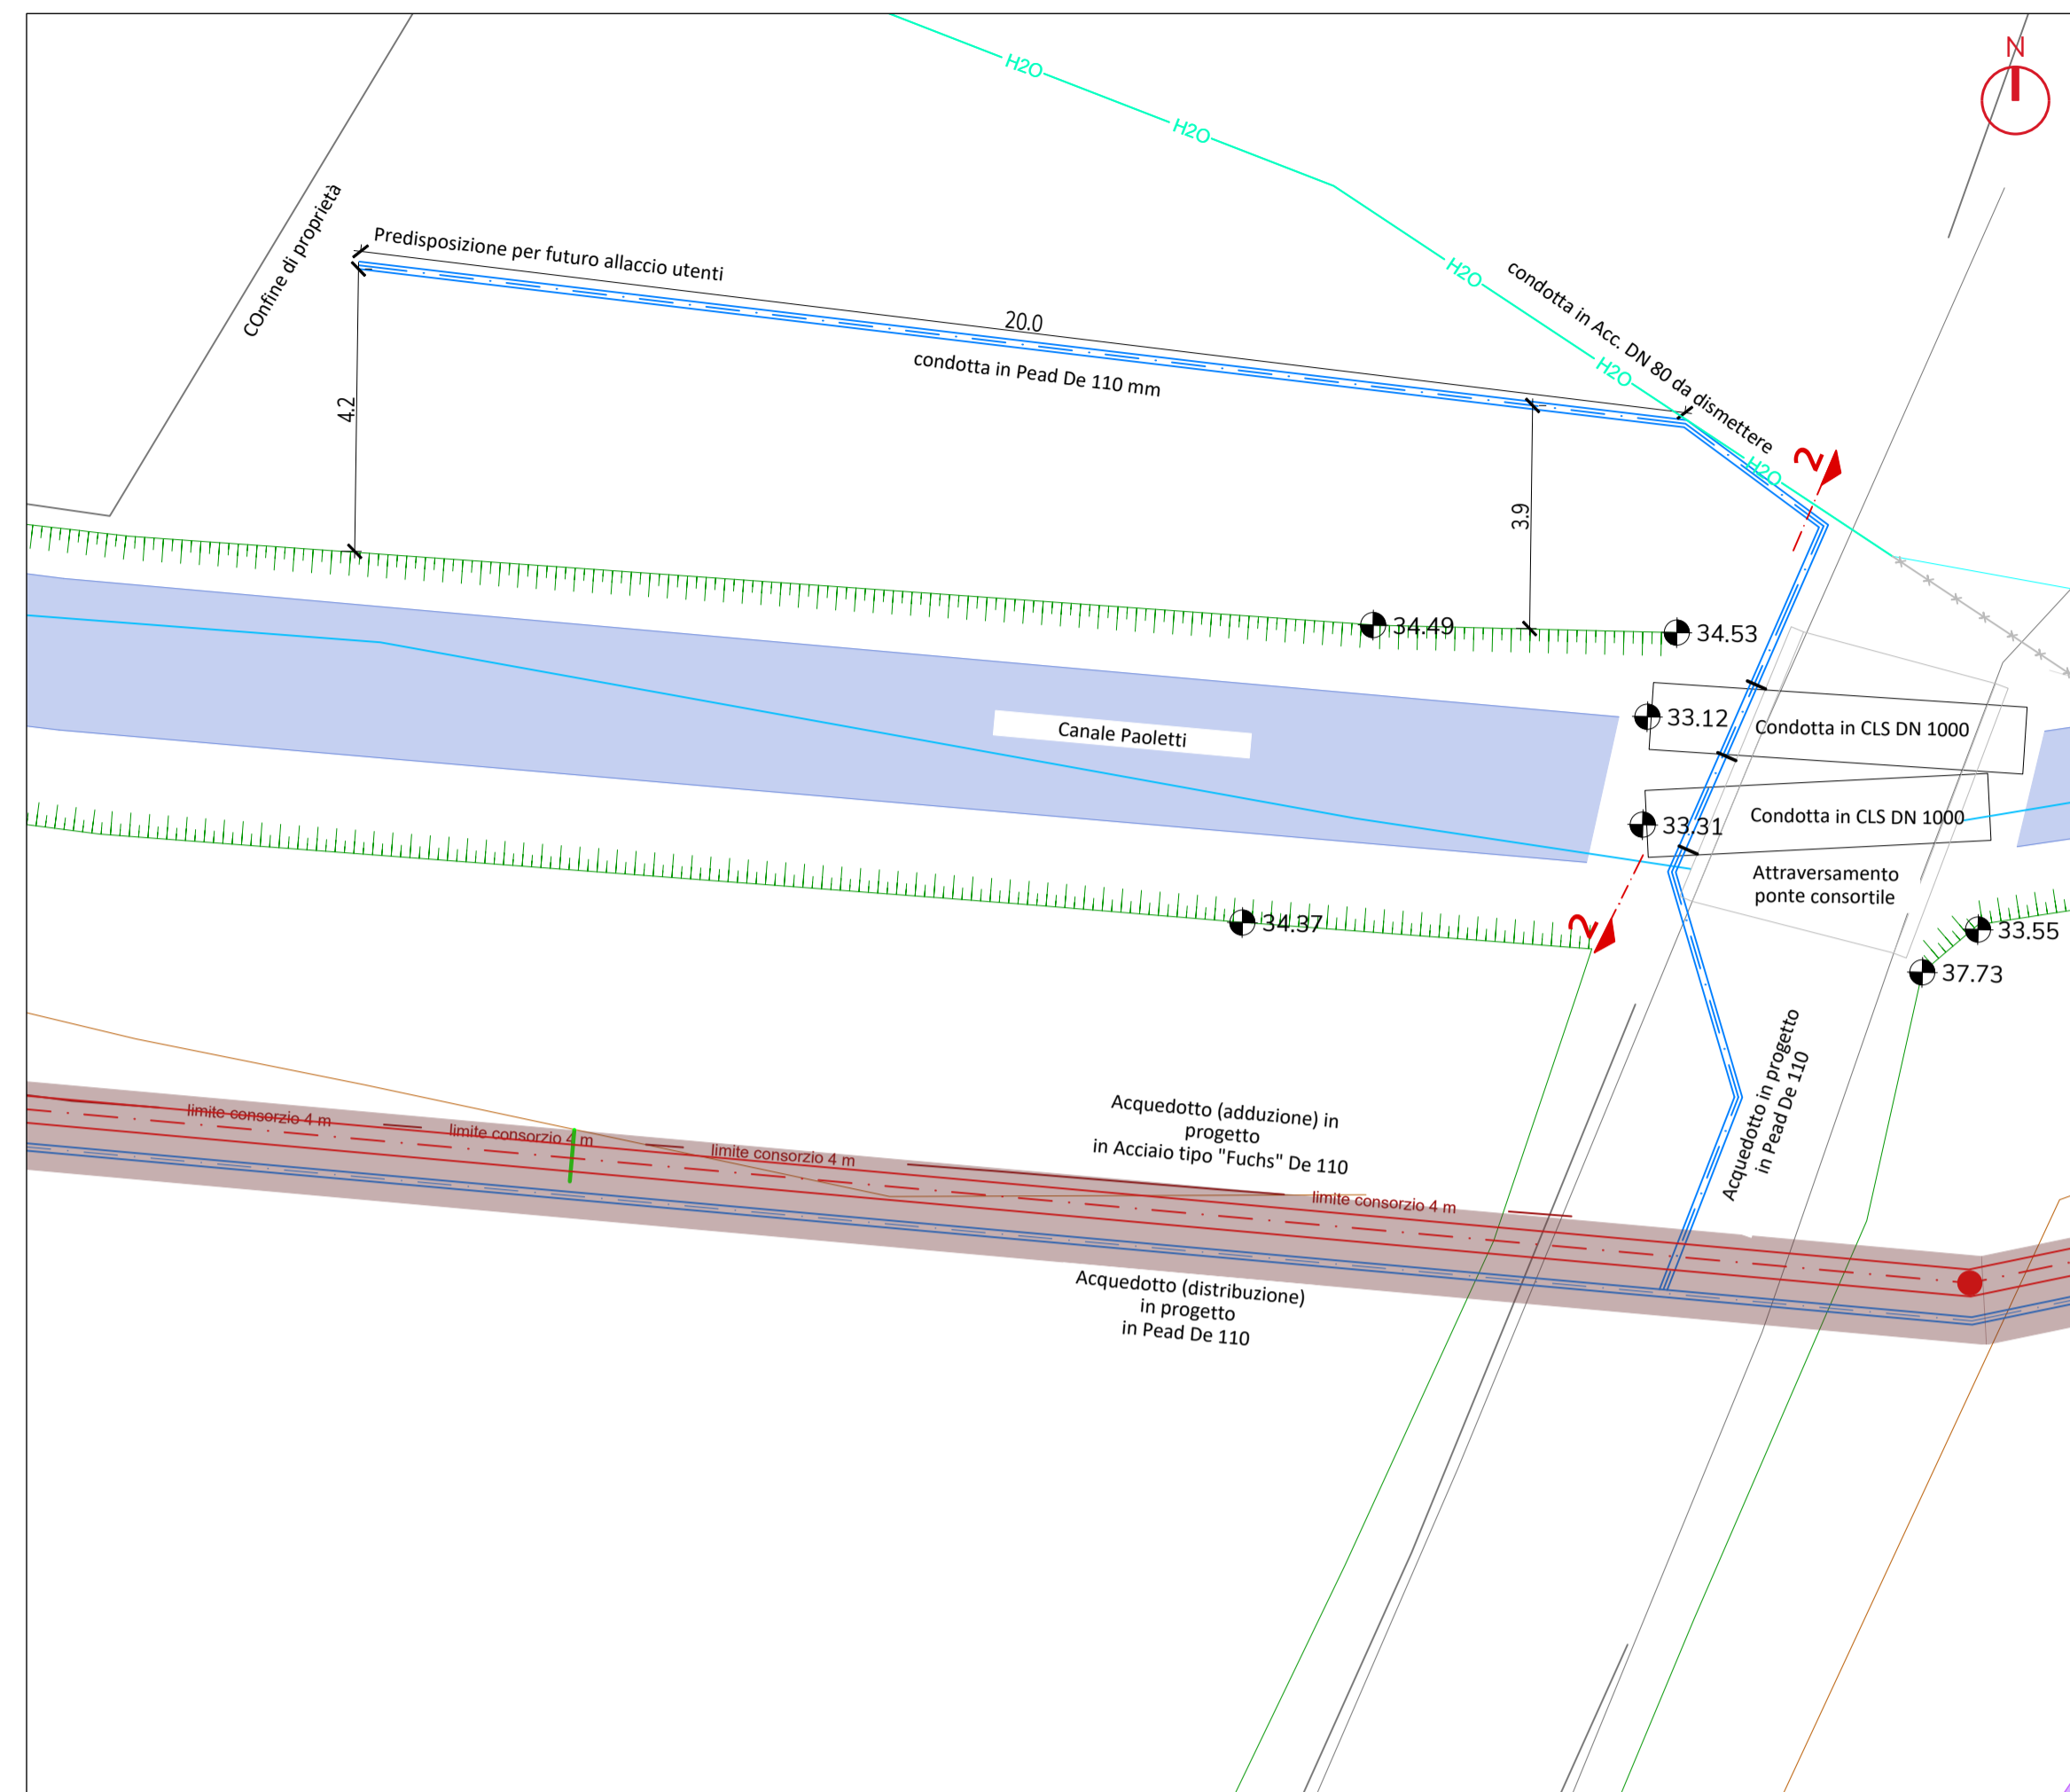 N
H2O
H2O
COnfine di proprietà
Predisposizione per futuro allaccio utenti
20.0
condotta in Pead De 110 mm
H2O
condotta in Acc. DN 80 da dismettere
H2O
H2O
2
4.2
3.9
34.49
34.53
33.12
Condotta in CLS DN 1000
Canale Paoletti
33.31
Condotta in CLS DN 1000
Attraversamento
ponte consortile
34.37
2
33.55
37.73
Acquedotto in progetto
in Pead De 110
limite consorzio 4 m
limite consorzio 4 m
limite consorzio 4 m
limite consorzio 4 m
Acquedotto (adduzione) in
progetto
in Acciaio tipo "Fuchs" De 110
Acquedotto (distribuzione)
in progetto
in Pead De 110